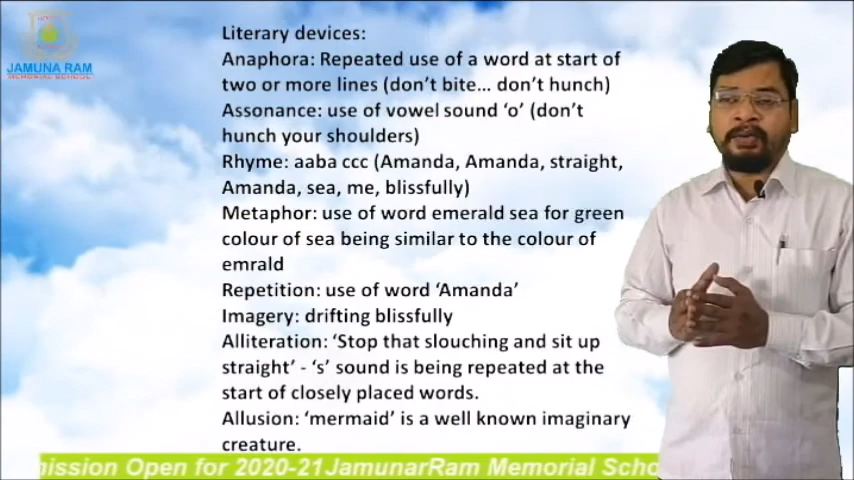 JAMUNA RAM
MEMORIAL SCHOOL
Literary devices:
Anaphora: Repeated use of a word at start of
two or more lines (don’t bite... don’t hunch)
Assonance: use of vowel sound ‘o’ (don’t
hunch your shoulders)
Rhyme: aaba ccc (Amanda, Amanda, straight,
Amanda, sea, me, blissfully)
Metaphor: use of word emerald sea for green
colour of sea being similar to the colour of
emrald
Repetition: use of word ‘Amanda’
Imagery: drifting blissfully
Alliteration: ‘Stop that slouching and sit up
straight’ - ‘s’ sound is being repeated at the
start of closely placed words.
Allusion: ‘mermaid’ is a well known imaginary
creature.
mission Open for 2020-21JamunarRam Memorial Scho